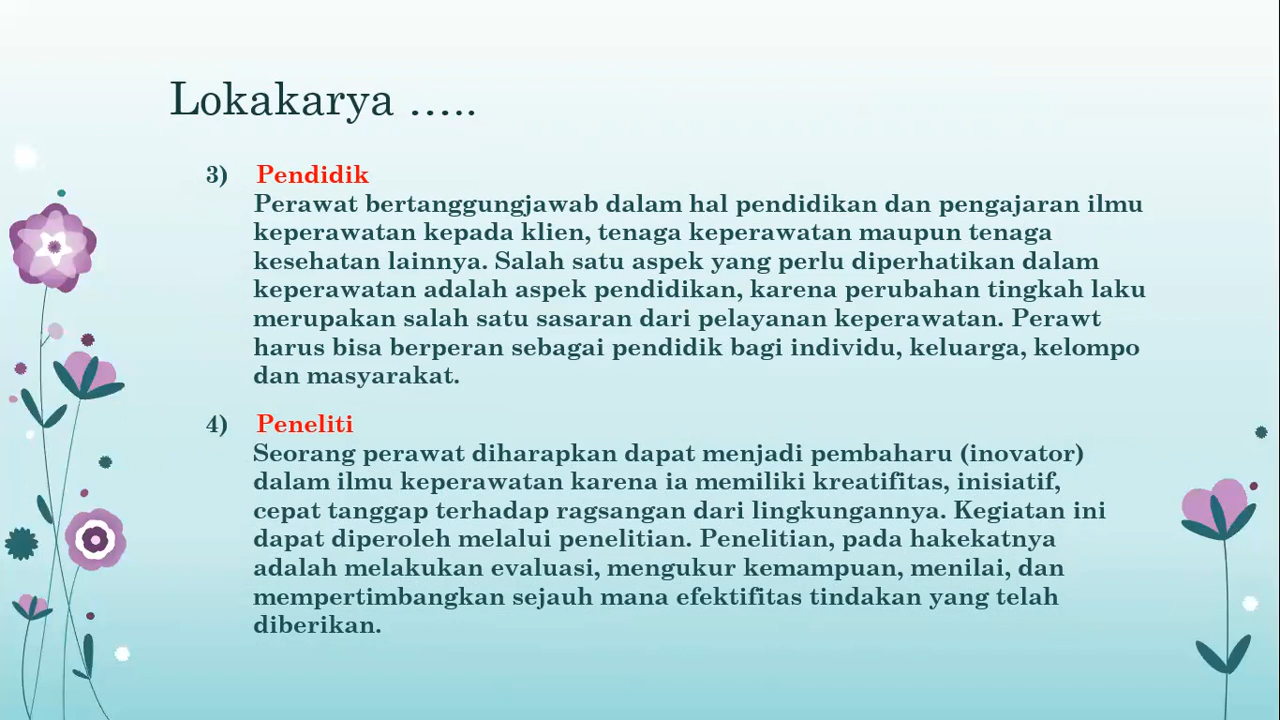 Lokakarya …..
3) Pendidik
Perawat bertanggungjawab dalam hal pendidikan dan pengajaran ilmu
keperawatan kepada klien, tenaga keperawatan maupun tenaga
kesehatan lainnya. Salah satu aspek yang perlu diperhatikan dalam
keperawatan adalah aspek pendidikan, karena perubahan tingkah laku
merupakan salah satu sasaran dari pelayanan keperawatan. Perawt
harus bisa berperan sebagai pendidik bagi individu, keluarga, kelompo
dan masyarakat.
4) Peneliti
Seorang perawat diharapkan dapat menjadi pembaharu (inovator)
dalam ilmu keperawatan karena ia memiliki kreatifitas, inisiatif,
cepat tanggap terhadap ragsangan dari lingkungannya. Kegiatan ini
dapat diperoleh melalui penelitian. Penelitian, pada hakekatnya
adalah melakukan evaluasi, mengukur kemampuan, menilai, dan
mempertimbangkan sejauh mana efektifitas tindakan yang telah
diberikan.